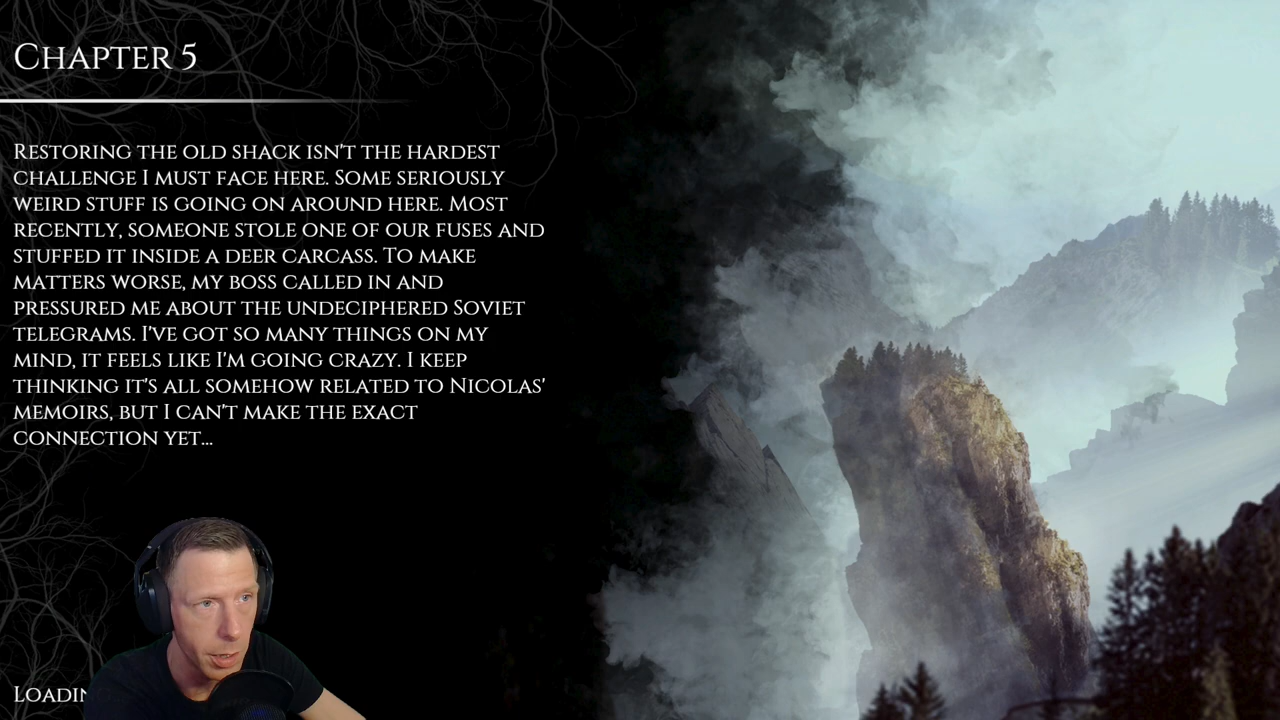 Chapter 5
Restoring the old shack isn't the hardest
challenge I must face here. Some seriously
weird stuff is going on around here. Most
recently, someone stole one of our fuses and
stuffed it inside a deer carcass. To make
matters worse, my boss called in and
pressured me about the undeciphered Soviet
telegrams. I've got so many things on my
mind, it feels like I'm going crazy. I keep
thinking it's all somehow related to Nicolas'
memoirs, but I can't make the exact
connection yet...